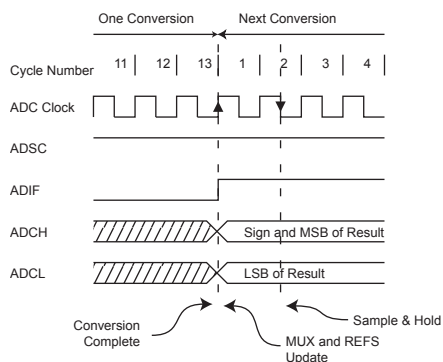 One Conversion Next Conversion
Cycle Number 11 12 13 1 2 3 4
ADC Clock
ADSC
ADIF
ADCH Sign and MSB of Result
ADCL LSB of Result
Sample & Hold
Conversion
Complete
MUX and REFS
Update